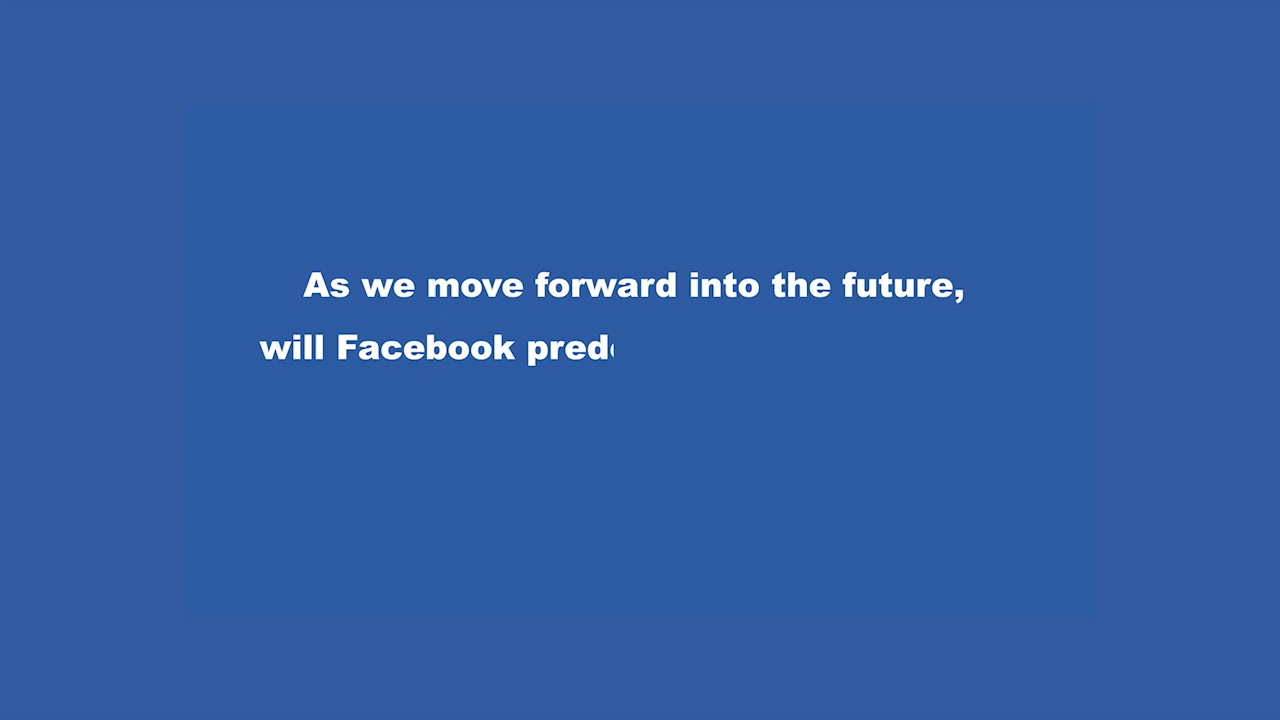 As we move forward into the future,
will Facebook pred